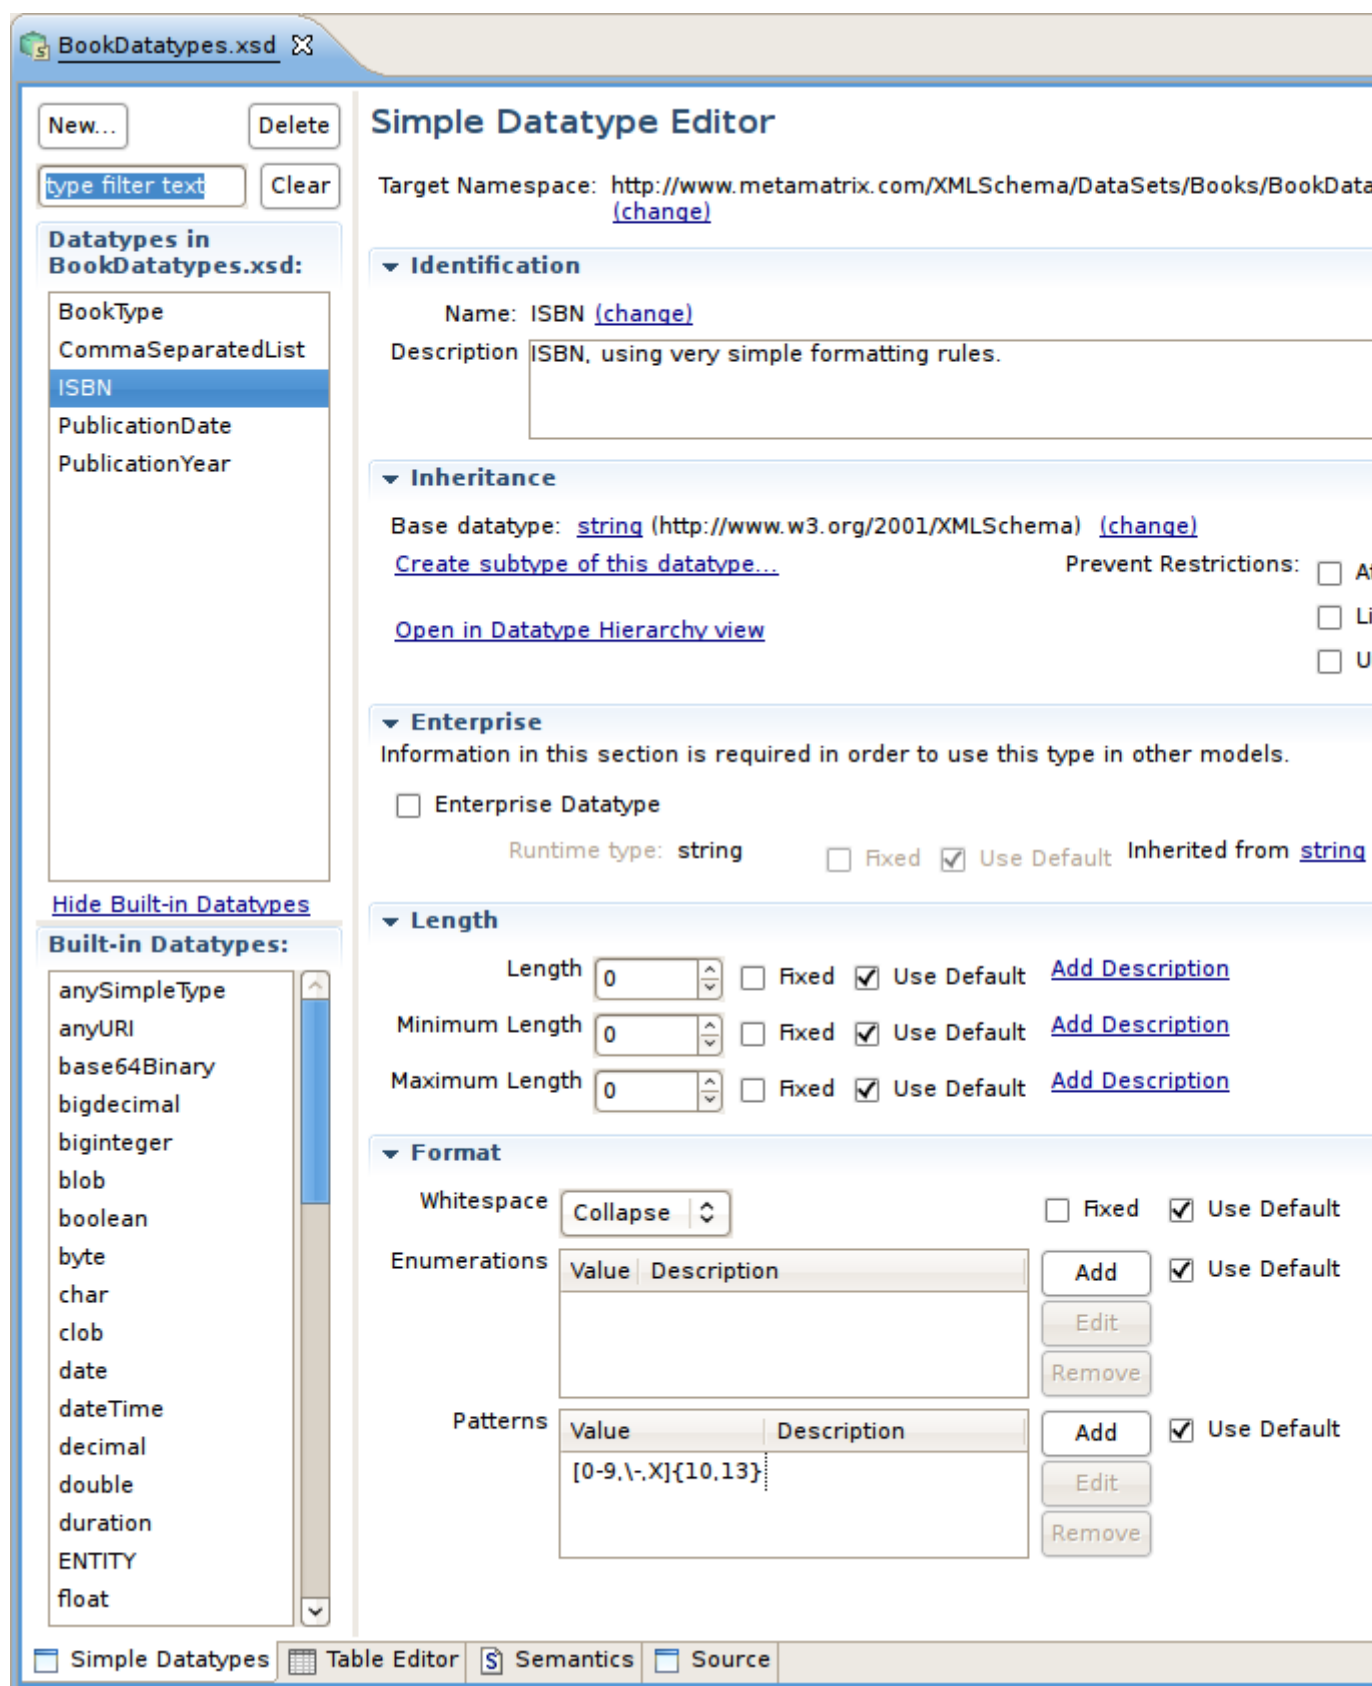 BookDatatypes.xsd
New... Delete
type filter text Clear
Datatypes in
BookDatatypes.xsd:
BookType
CommaSeparatedList
ISBN
PublicationDate
PublicationYear
Hide Built-in Datatypes
Built-in Datatypes:
anySimpleType
anyURI
base64Binary
bigdecimal
biginteger
blob
boolean
byte
char
clob
date
dateTime
decimal
double
duration
ENTITY
float
Simple Datatype Editor
Target Namespace: http://www.metamatrix.com/XMLSchema/DataSets/Books/BookData
(change)
Identification
Name: ISBN (change)
Description ISBN, using very simple formatting rules.
Inheritance
Base datatype: string (http://www.w3.org/2001/XMLSchema) (change)
Create subtype of this datatype... Prevent Restrictions:
Li
Open in Datatype Hierarchy view
U
Enterprise
Information in this section is required in order to use this type in other models.
Enterprise Datatype
Runtime type: string Fixed Use Default Inherited from string
Length
Length 0 Fixed Use Default Add Description
Minimum Length 0 Fixed Use Default Add Description
Maximum Length 0 Fixed Use Default Add Description
Format
Whitespace Collapse Fixed Use Default
Enumerations Value Description Add Use Default
Edit
Remove
Patterns Value Description Add Use Default
[0-9,\-,X]{10,13} Edit
Remove
Simple Datatypes Table Editor Semantics Source